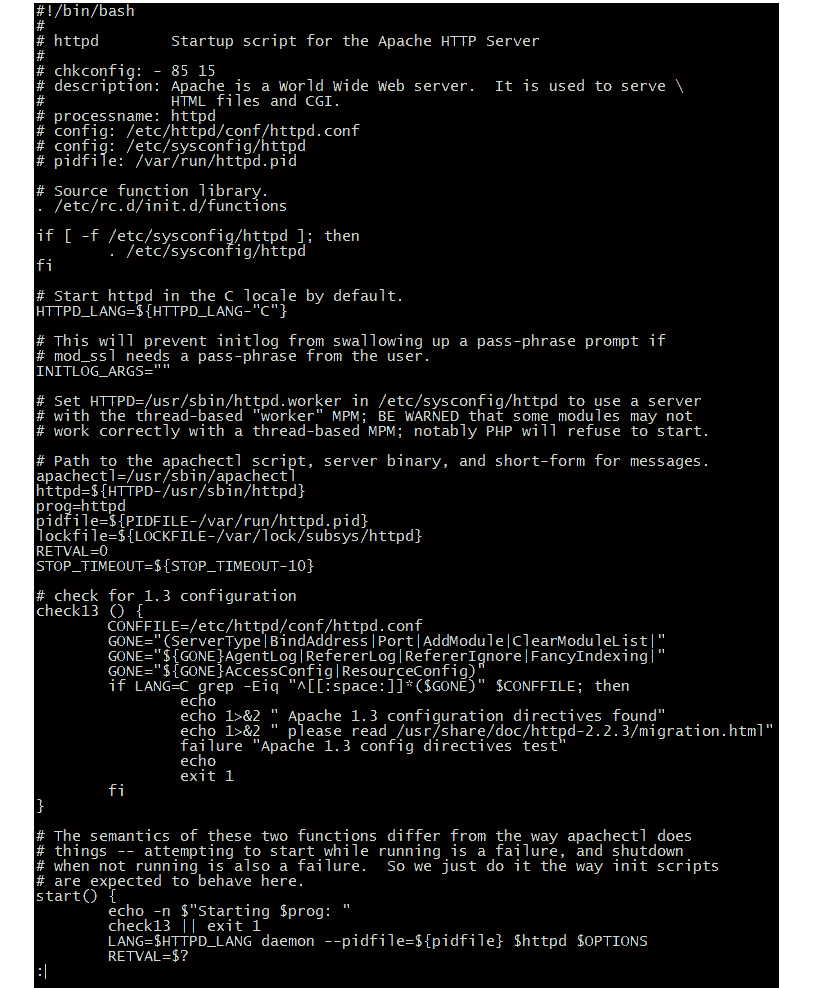 #!/bin/bash
#
# httpd        Startup script for the Apache HTTP Server
#
# chkconfig: - 85 15
# description: Apache is a World Wide Web server.  It is used to serve \
#              HTML files and CGI.
# processname: httpd
# config: /etc/httpd/conf/httpd.conf
# config: /etc/sysconfig/httpd
# pidfile: /var/run/httpd.pid

# Source function library.
. /etc/rc.d/init.d/functions

if [ -f /etc/sysconfig/httpd ]; then
        . /etc/sysconfig/httpd
fi

# Start httpd in the C locale by default.
HTTPD_LANG=${HTTPD_LANG-"C"}

# This will prevent initlog from swallowing up a pass-phrase prompt if
# mod_ssl needs a pass-phrase from the user.
INITLOG_ARGS=""

# Set HTTPD=/usr/sbin/httpd.worker in /etc/sysconfig/httpd to use a server
# with the thread-based "worker" MPM; BE WARNED that some modules may not
# work correctly with a thread-based MPM; notably PHP will refuse to start.

# Path to the apachectl script, server binary, and short-form for messages.
apachectl=/usr/sbin/apachectl
httpd=${HTTPD-/usr/sbin/httpd}
prog=httpd
pidfile=${PIDFILE-/var/run/httpd.pid}
lockfile=${LOCKFILE-/var/lock/subsys/httpd}
RETVAL=0
STOP_TIMEOUT=${STOP_TIMEOUT-10}

# check for 1.3 configuration
check13 () {
        CONFFILE=/etc/httpd/conf/httpd.conf
        GONE="(ServerType|BindAddress|Port|AddModule|ClearModuleList|"
        GONE="${GONE}AgentLog|RefererLog|RefererIgnore|FancyIndexing|"
        GONE="${GONE}AccessConfig|ResourceConfig)"
        if LANG=C grep -Eiq "^[[:space:]]*($GONE)" $CONFFILE; then
                echo
                echo 1>&2 " Apache 1.3 configuration directives found"
                echo 1>&2 " please read /usr/share/doc/httpd-2.2.3/migration.html"
                failure "Apache 1.3 config directives test"
                echo
                exit 1
        fi
}

# The semantics of these two functions differ from the way apachectl does
# things -- attempting to start while running is a failure, and shutdown
# when not running is also a failure.  So we just do it the way init scripts
# are expected to behave here.
start() {
        echo -n $"Starting $prog: "
        check13 || exit 1
        LANG=$HTTPD_LANG daemon --pidfile=${pidfile} $httpd $OPTIONS
        RETVAL=$?
: